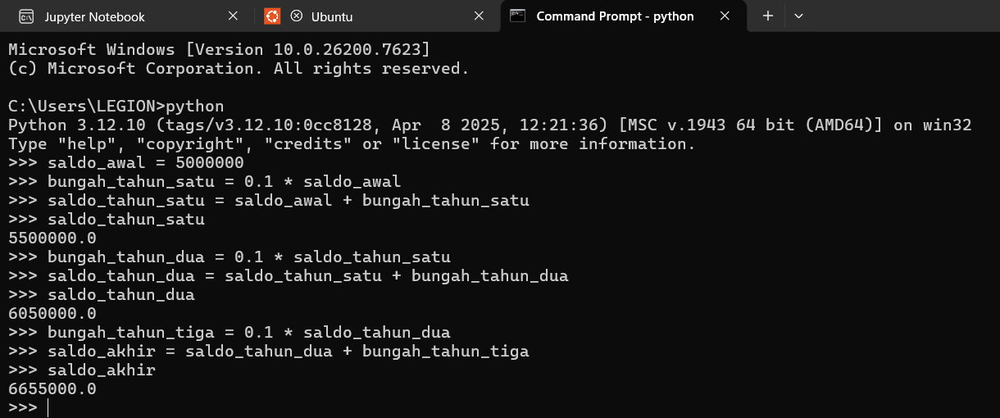 Jupyter Notebook
Ubuntu
Command Prompt - python
Microsoft Windows [Version 10.0.26200.7623]
(c) Microsoft Corporation. All rights reserved.
C:\Users\LEGION>python
Python 3.12.10 (tags/v3.12.10:0cc8128, Apr  8 2025, 12:21:36) [MSC v.1943 64 bit (AMD64)] on win32
Type "help", "copyright", "credits" or "license" for more information.
>>> saldo_awal = 5000000
>>> bungah_tahun_satu = 0.1 * saldo_awal
>>> saldo_tahun_satu = saldo_awal + bungah_tahun_satu
>>> saldo_tahun_satu
5500000.0
>>> bungah_tahun_dua = 0.1 * saldo_tahun_satu
>>> saldo_tahun_dua = saldo_tahun_satu + bungah_tahun_dua
>>> saldo_tahun_dua
6050000.0
>>> bungah_tahun_tiga = 0.1 * saldo_tahun_dua
>>> saldo_akhir = saldo_tahun_dua + bungah_tahun_tiga
>>> saldo_akhir
6655000.0
>>>